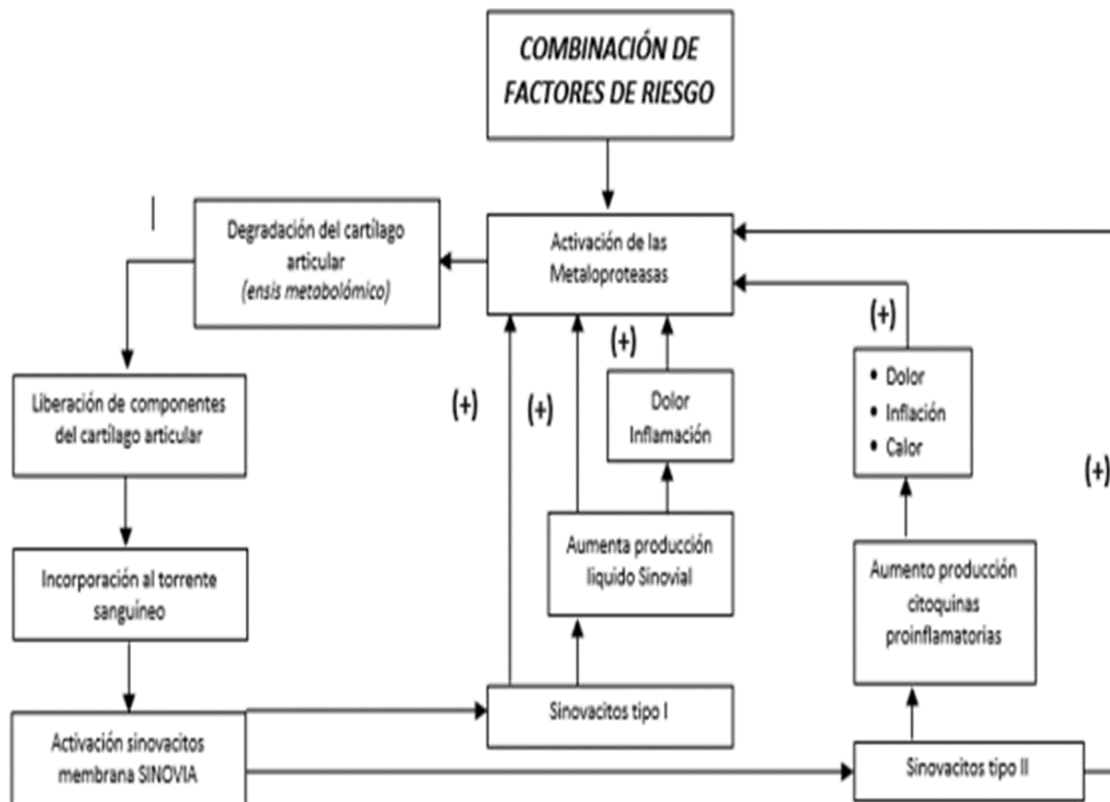 COMBINACIÓN DE
FACTORES DE RIESGO
Degradación del cartílago
articular
(ensis metabolómico)
Activación de las
Metaloproteasas
(+)
(+)
(+)
(+)
(+)
Liberación de componentes
del cartílago articular
Dolor
Inflamación
• Dolor
• Inflación
• Calor
Incorporación al torrente
sanguíneo
Aumenta producción
liquido Sinovial
Aumento producción
citoquinas
proinflamatorias
Activación sinovacitos
membrana SINOVIA
Sinovacitos tipo I
Sinovacitos tipo II